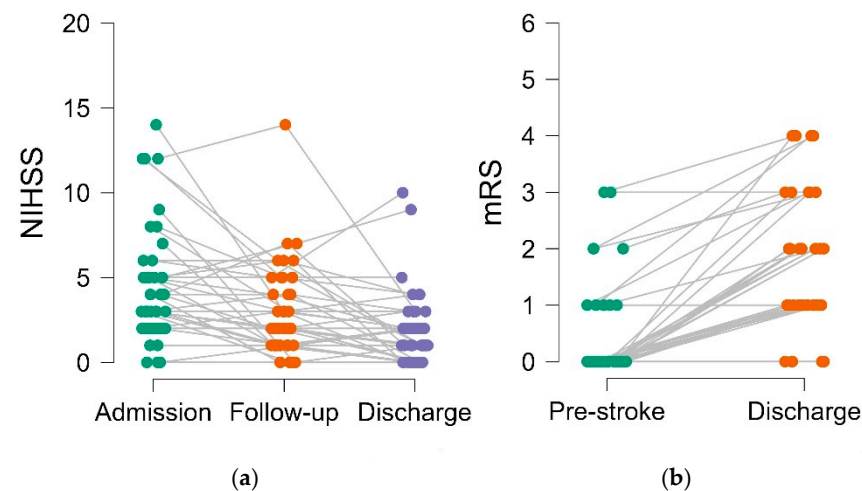 NIHSS
20
15
10
5
0
Admission Follow-up Discharge
(a)
mRS
6
5
4
3
2
1
0
Pre-stroke Discharge
(b)